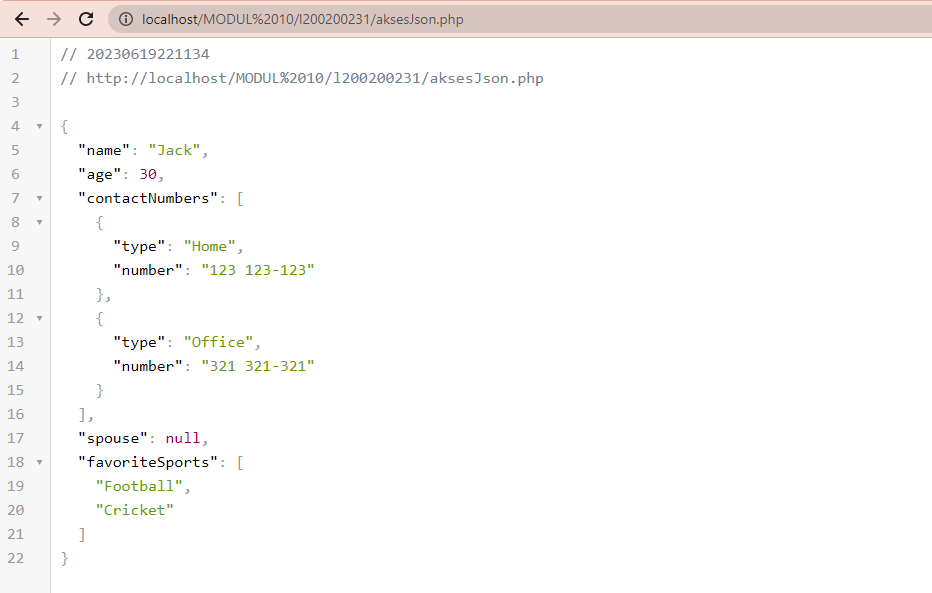 localhost/MODUL%2010/l200200231/aksesJson.php
1 // 20230619221134
2 // http://localhost/MODUL%2010/l200200231/aksesJson.php
3
4 {
5 "name": "Jack",
6 "age": 30,
7 "contactNumbers": [
8 {
9 "type": "Home",
10 "number": "123 123-123"
11 },
12 {
13 "type": "Office",
14 "number": "321 321-321"
15 }
16 ],
17 "spouse": null,
18 "favoriteSports": [
19 "Football",
20 "Cricket"
21 ]
22 }